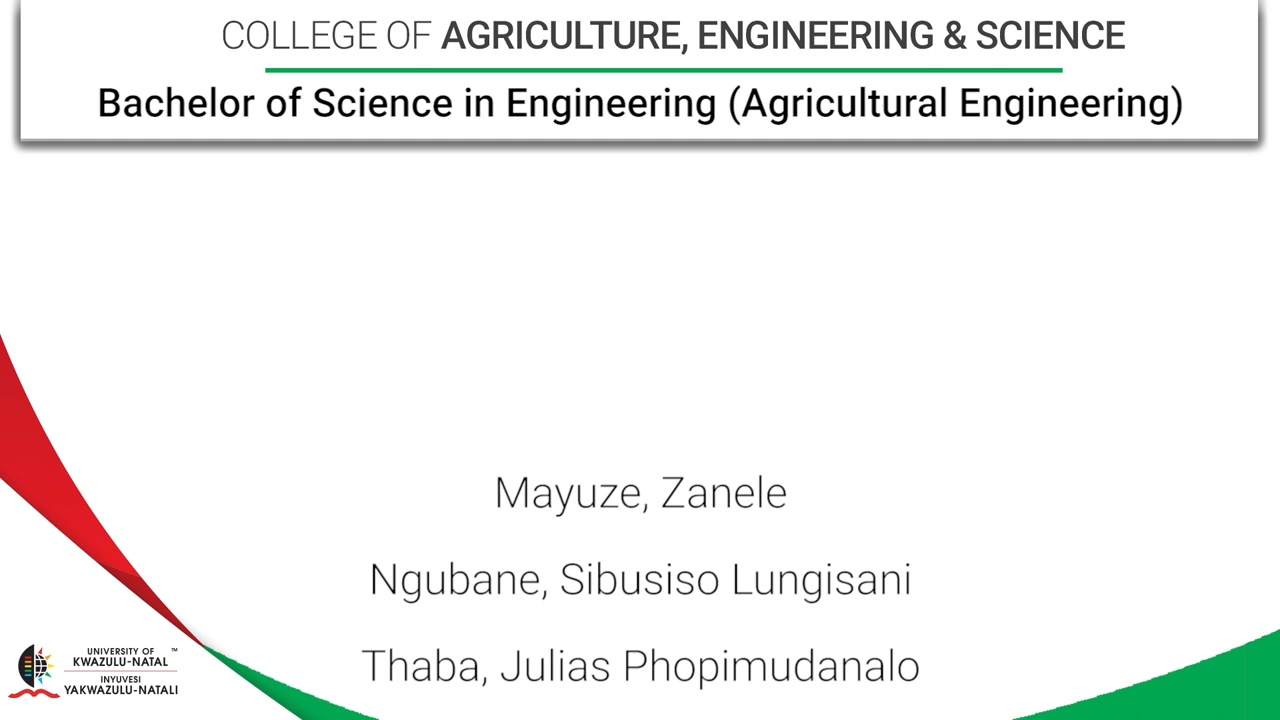 COLLEGE OF AGRICULTURE, ENGINEERING & SCIENCE
Bachelor of Science in Engineering (Agricultural Engineering)
Mayuze, Zanele
Ngubane, Sibusiso Lungisani
Thaba, Julias Phopimudanalo
UNIVERSITY OF ™
KWAZULU-NATAL
INYUVESI
YAKWAZULU-NATALI